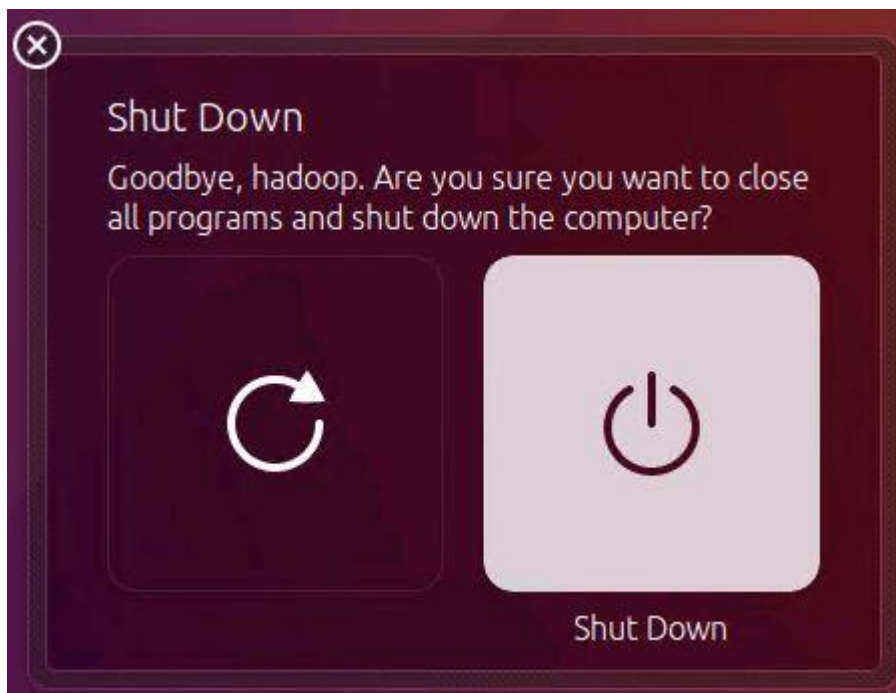 Shut Down
Goodbye, hadoop. Are you sure you want to close
all programs and shut down the computer?
Shut Down